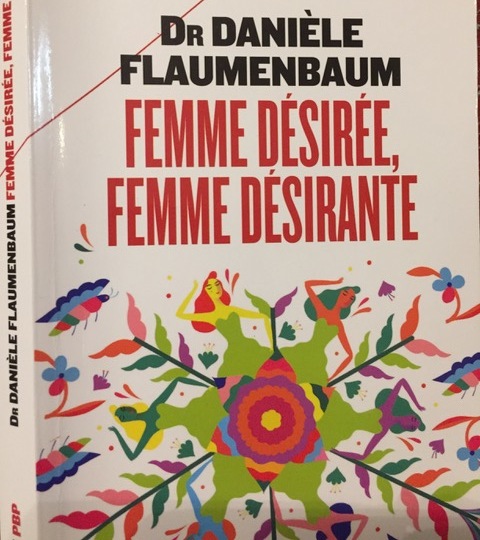 Dr DANIÈLE
FLAUMENBAUM
FEMME DÉSIRÉE,
FEMME DÉSIRANTE
Dr DANIÈLE FLAUMENBAUM FEMME DÉSIRÉE, FEMME
PBP